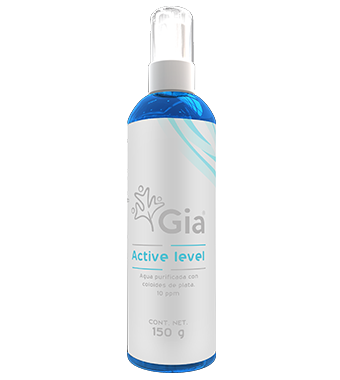 Gia®
Active level
Agua purificada con
coloides de plata.
10 ppm
CONT. NET.
150 g